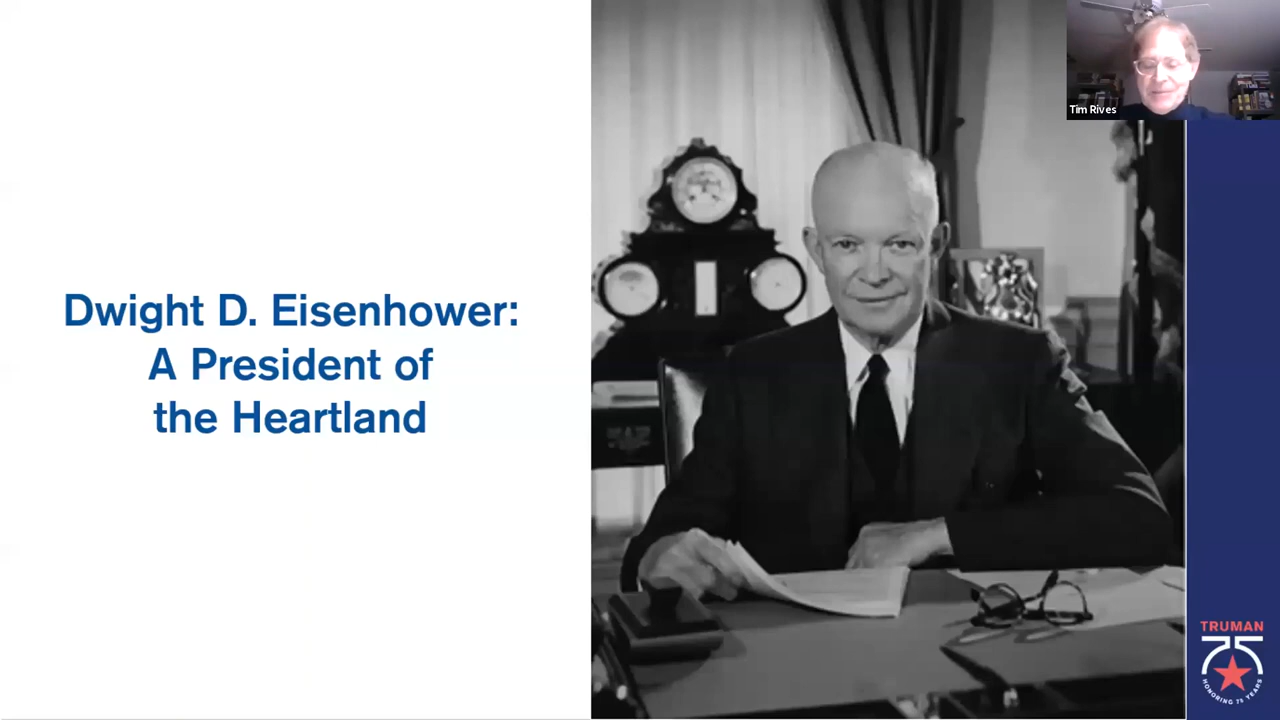 Dwight D. Eisenhower:
A President of
the Heartland
Tim Rives
TRUMAN
75
HONORING 75 YEARS